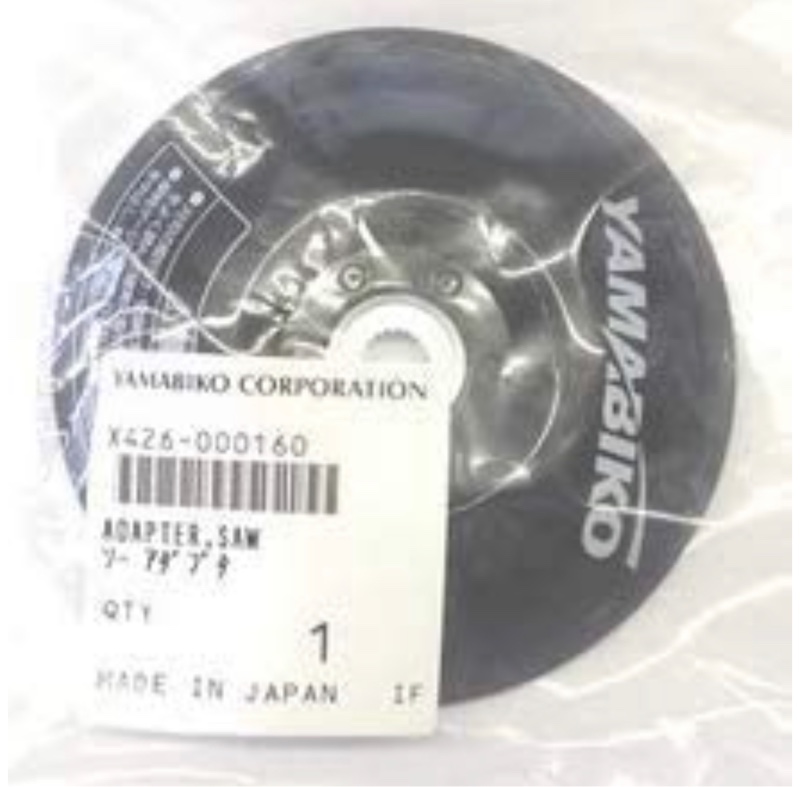 YAMABIKO
YAMABIKO CORPORATION
X426-000160
ADAPTER,SAW
ソー アダプタ
QTY
1
MADE IN JAPAN IF